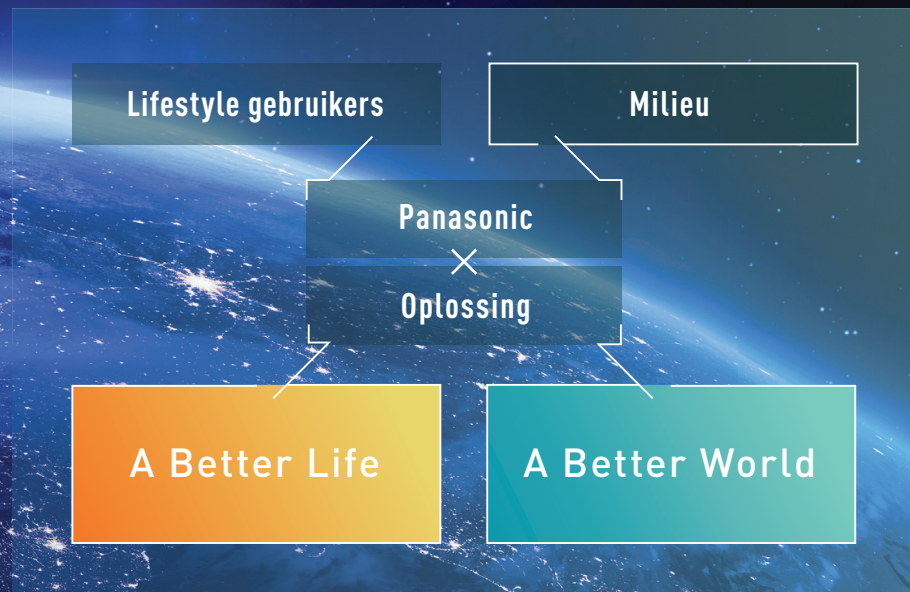 Lifestyle gebruikers
Milieu
Panasonic
×
Oplossing
A Better Life
A Better World